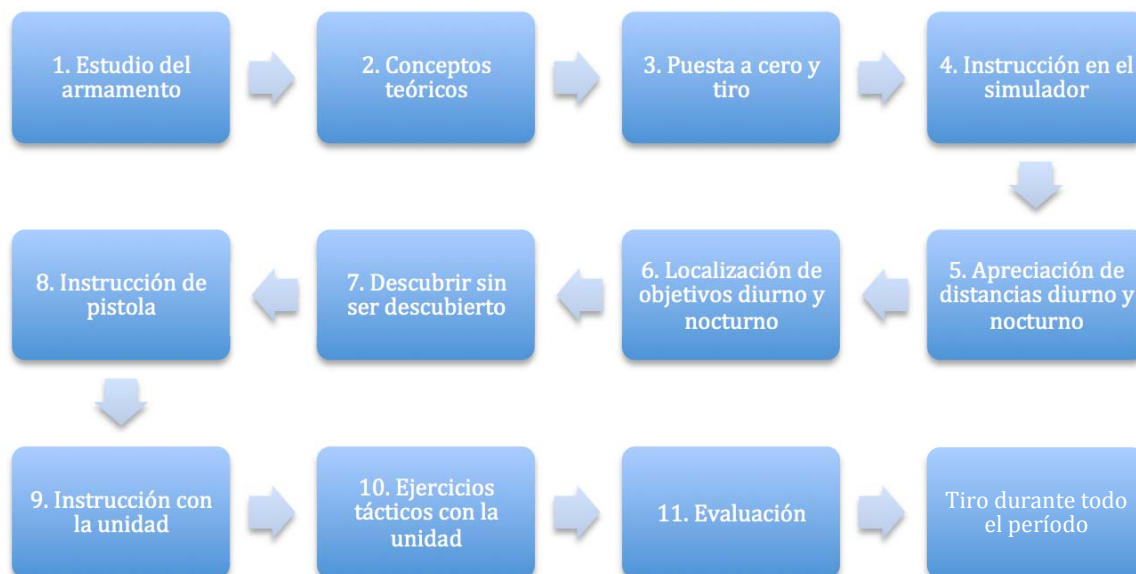 1. Estudio del
armamento
2. Conceptos
teóricos
3. Puesta a cero y
tiro
4. Instrucción en el
simulador
5. Apreciación de
distancias diurno y
nocturno
6. Localización de
objetivos diurno y
nocturno
7. Descubrir sin
ser descubierto
8. Instrucción de
pistola
9. Instrucción con
la unidad
10. Ejercicios
tácticos con la
unidad
11. Evaluación
Tiro durante todo
el período